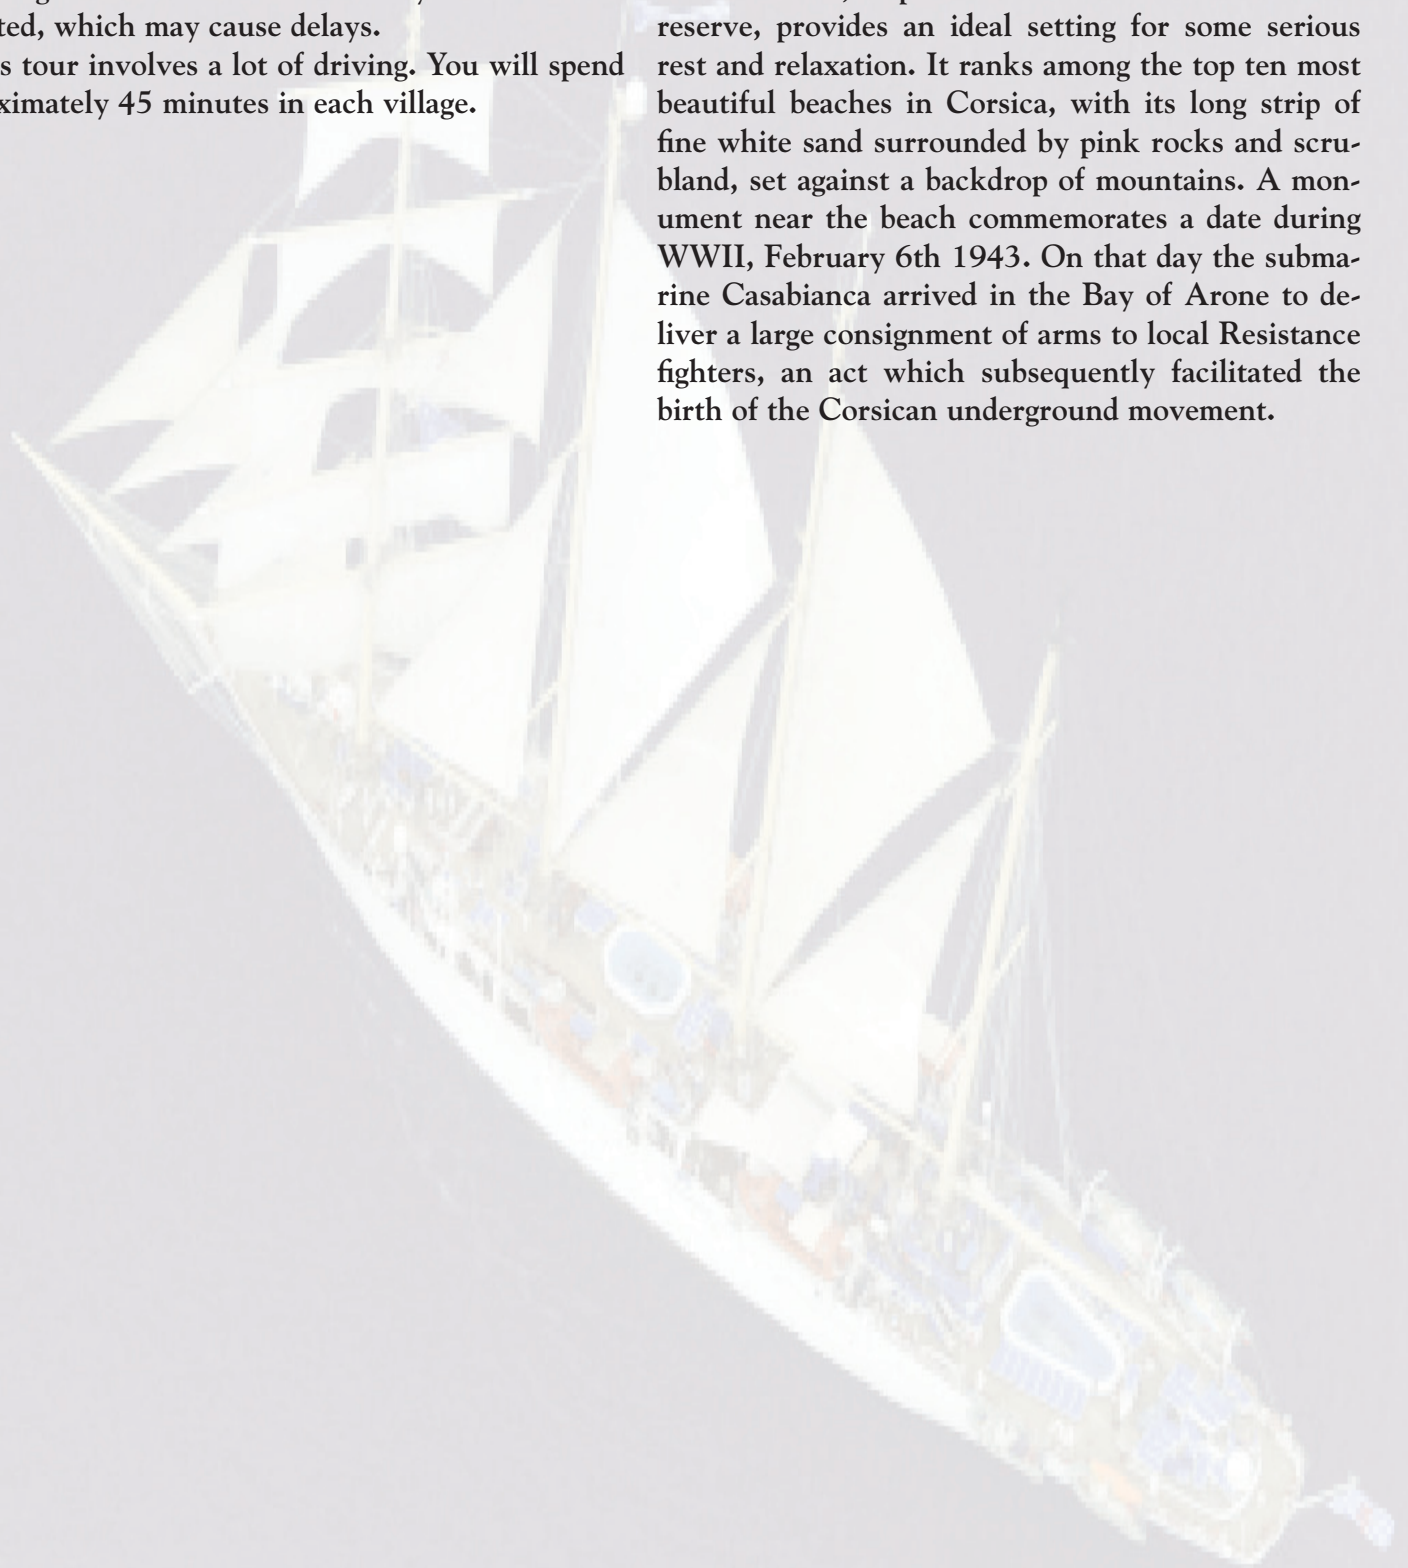 ted, which may cause delays.
s tour involves a lot of driving. You will spend
ximately 45 minutes in each village.
reserve, provides an ideal setting for some serious
rest and relaxation. It ranks among the top ten most
beautiful beaches in Corsica, with its long strip of
fine white sand surrounded by pink rocks and scru-
bland, set against a backdrop of mountains. A mon-
ument near the beach commemorates a date during
WWII, February 6th 1943. On that day the subma-
rine Casabianca arrived in the Bay of Arone to de-
liver a large consignment of arms to local Resistance
fighters, an act which subsequently facilitated the
birth of the Corsican underground movement.